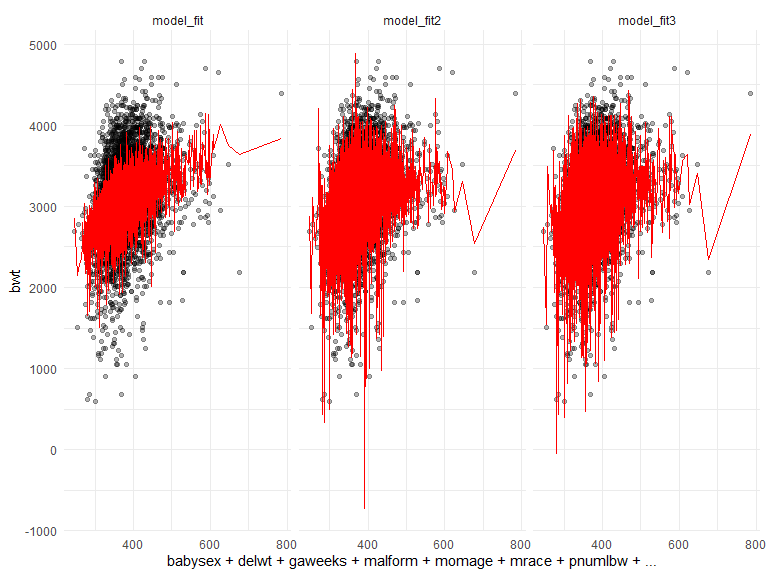 model_fit model_fit2 model_fit3
5000
4000
3000
2000
1000
0
-1000
bwt
400 600 800 400 600 800 400 600 800
babysex + delwt + gaweeks + malform + momage + mrace + pnumlbw + ...